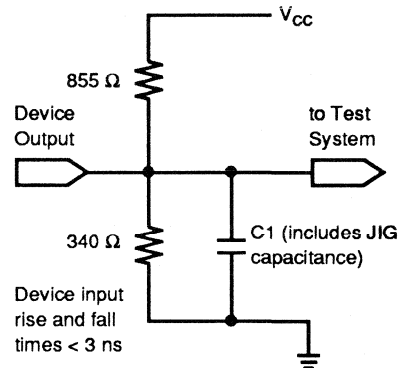 VCC
855 Ω
Device
Output
to Test
System
340 Ω
C1 (includes JIG
capacitance)
Device input
rise and fall
times < 3 ns